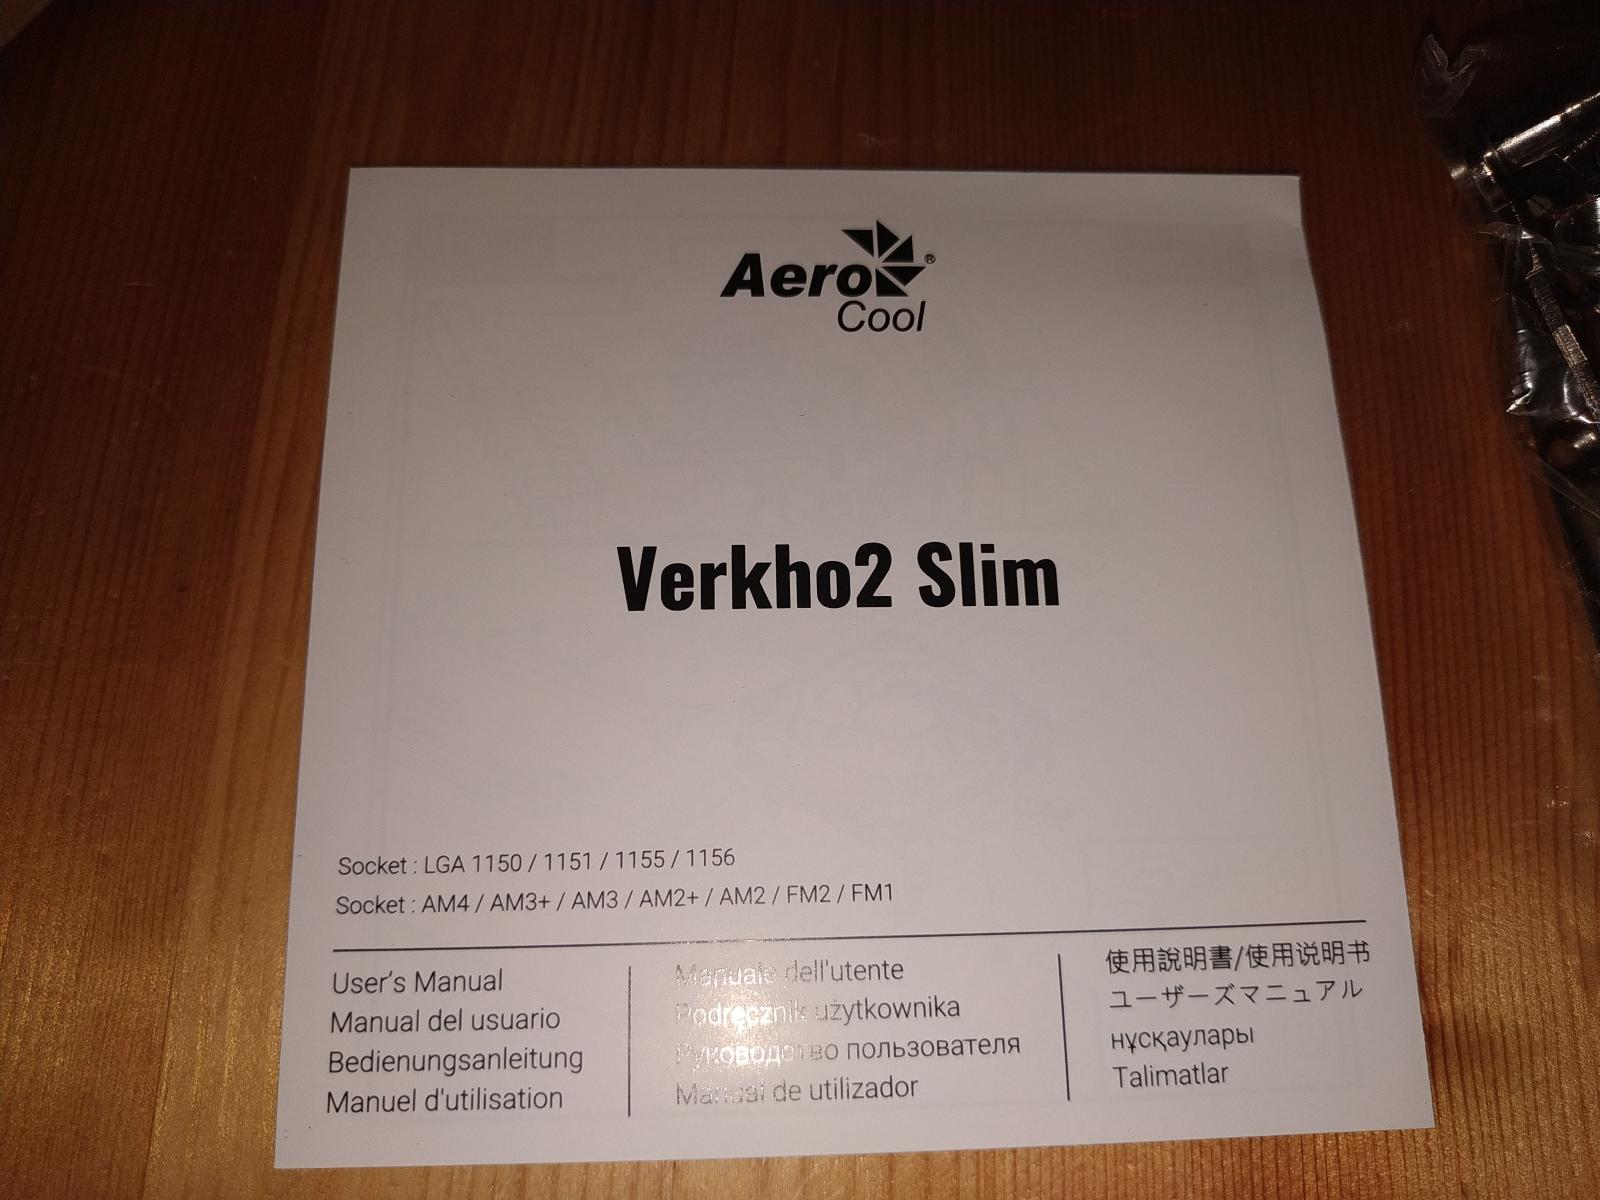 Aero®
Cool
Verkho2 Slim
Socket : LGA 1150 / 1151 / 1155 / 1156
Socket : AM4 / AM3+ / AM3 / AM2+ / AM2 / FM2 / FM1
User's Manual
Manual del usuario
Bedienungsanleitung
Manuel d'utilisation
Manuale dell'utente
Podręcznik użytkownika
Руководство пользователя
Manual de utilizador
使用說明書/使用说明书
ユーザーズマニュアル
нұсқаулары
Talimatlar